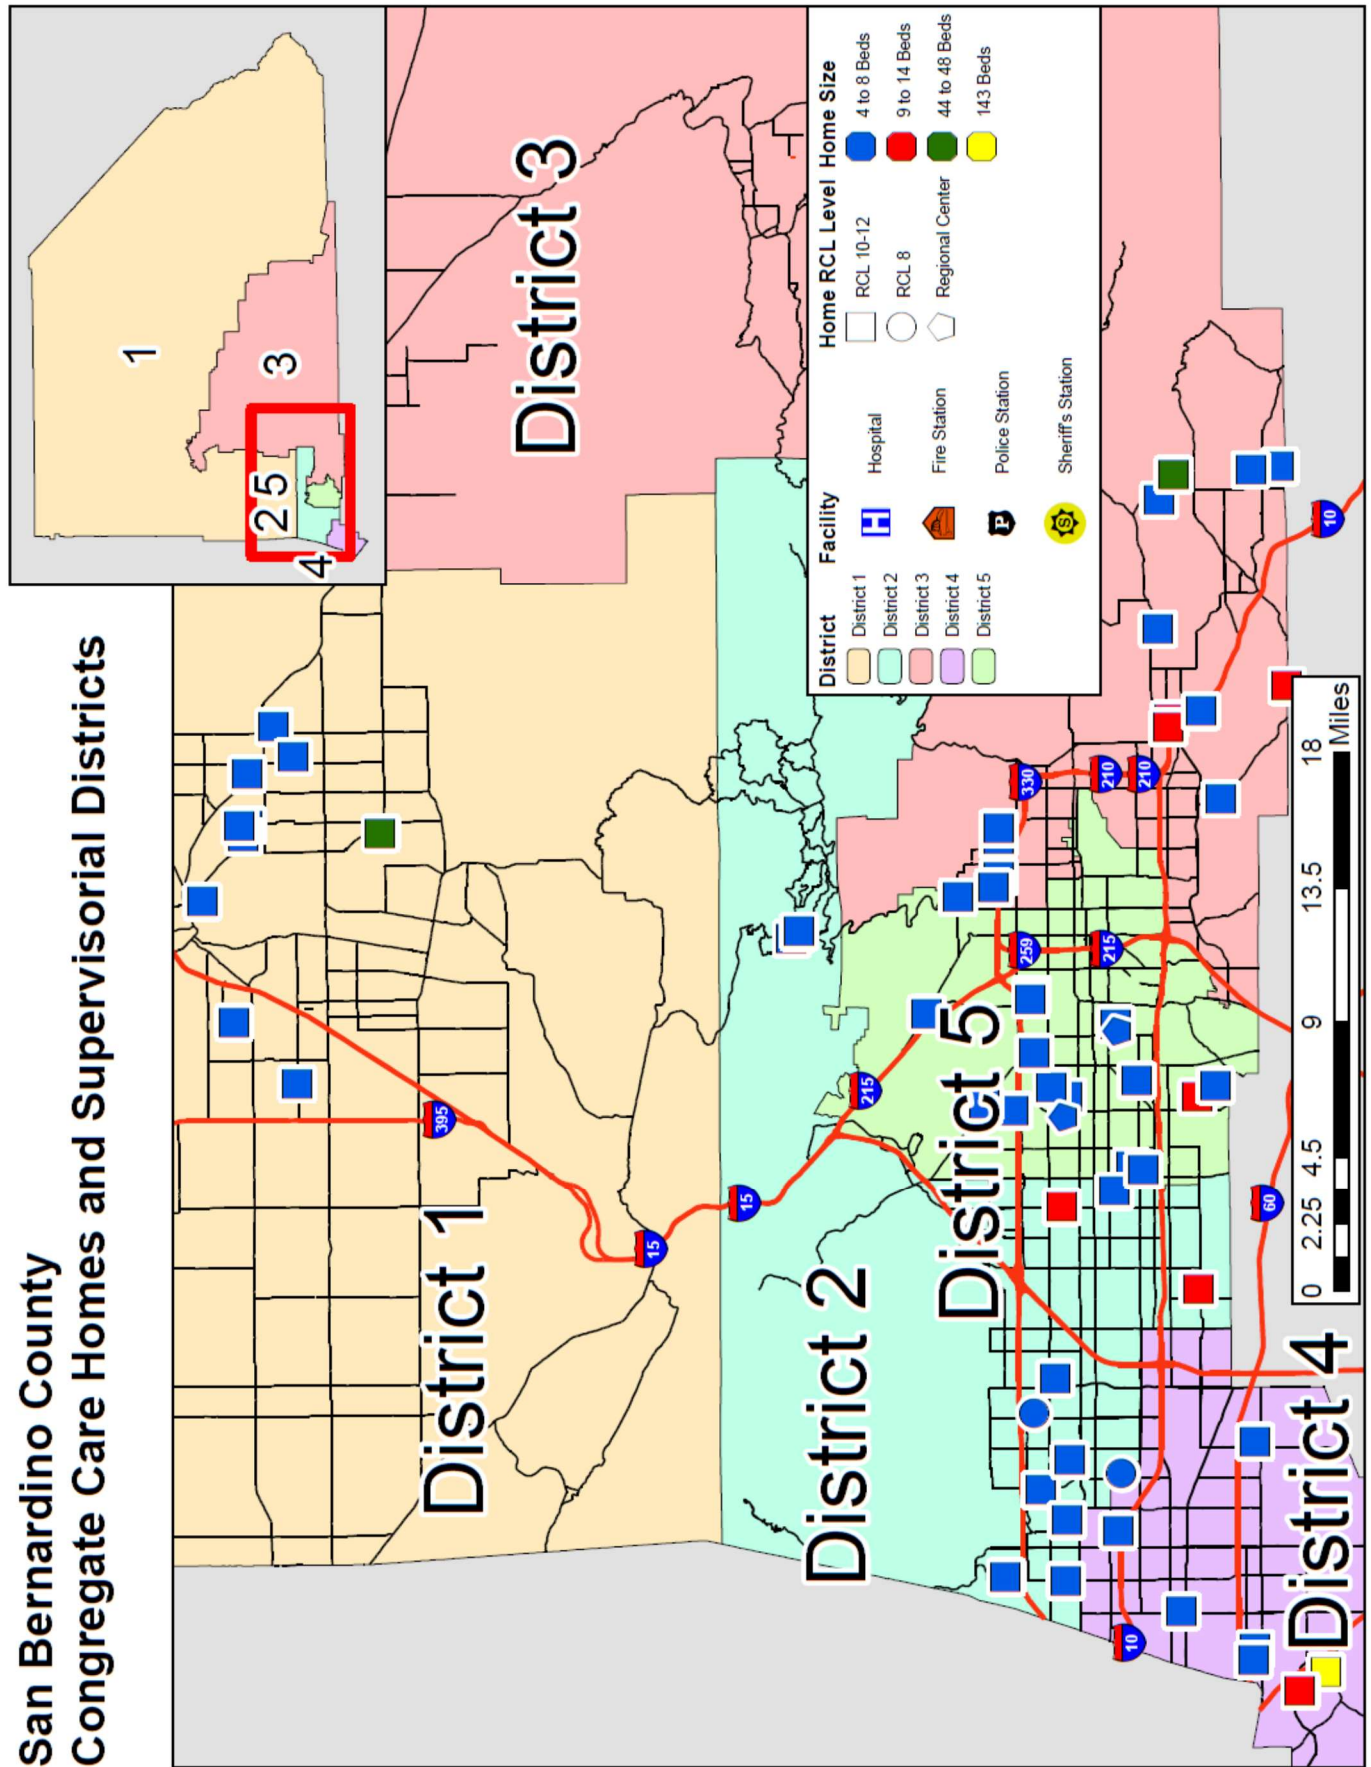 San Bernardino County
Congregate Care Homes and Supervisorial Districts
1
2 5
3
4
District 1
District 2
District 3
District 5
District 4
395
15
15
215
215
259
330
210
210
10
10
60
District
District 1
District 2
District 3
District 4
District 5
Facility
Hospital
Fire Station
Police Station
Sheriff's Station
H
P
S
Home RCL Level
RCL 10-12
RCL 8
Regional Center
Home Size
4 to 8 Beds
9 to 14 Beds
44 to 48 Beds
143 Beds
0 2.25 4.5 9 13.5 18
Miles